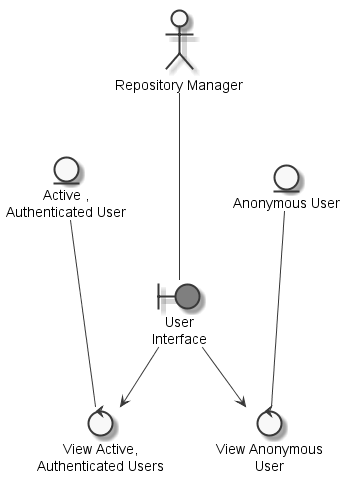 Repository Manager
Active ,
Authenticated User
Anonymous User
User
Interface
View Active,
Authenticated Users
View Anonymous
User